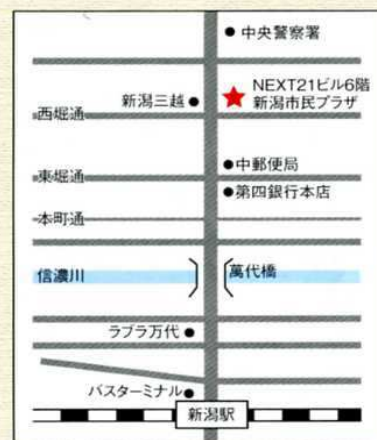 中央警察署
NEXT21ビル6階
新潟市民プラザ
新潟三越
西堀通
中郵便局
東堀通
第四銀行本店
本町通
信濃川
萬代橋
ラブラ万代
バスターミナル
新潟駅